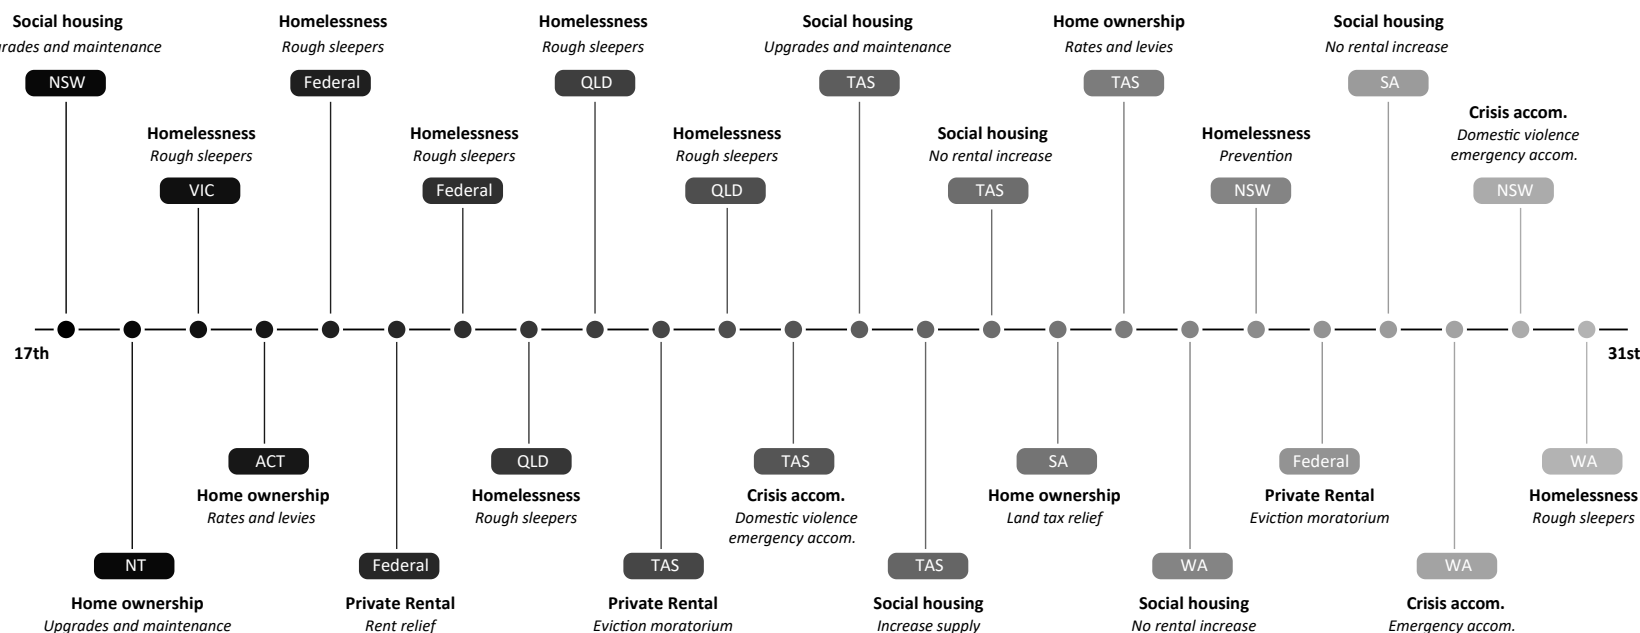 Social housing
Upgrades and maintenance
NSW
Homelessness
Rough sleepers
VIC
Homelessness
Rough sleepers
Federal
Homelessness
Rough sleepers
Federal
Homelessness
Rough sleepers
QLD
Homelessness
Rough sleepers
QLD
Social housing
Upgrades and maintenance
TAS
Social housing
No rental increase
TAS
Home ownership
Rates and levies
TAS
Homelessness
Prevention
NSW
Social housing
No rental increase
SA
Crisis accom.
Domestic violence
emergency accom.
NSW
17th
31st
NT
Home ownership
Upgrades and maintenance
ACT
Home ownership
Rates and levies
Federal
Private Rental
Rent relief
QLD
Homelessness
Rough sleepers
TAS
Private Rental
Eviction moratorium
TAS
Crisis accom.
Domestic violence
emergency accom.
TAS
Social housing
Increase supply
SA
Home ownership
Land tax relief
WA
Social housing
No rental increase
Federal
Private Rental
Eviction moratorium
WA
Crisis accom.
Emergency accom.
WA
Homelessness
Rough sleepers